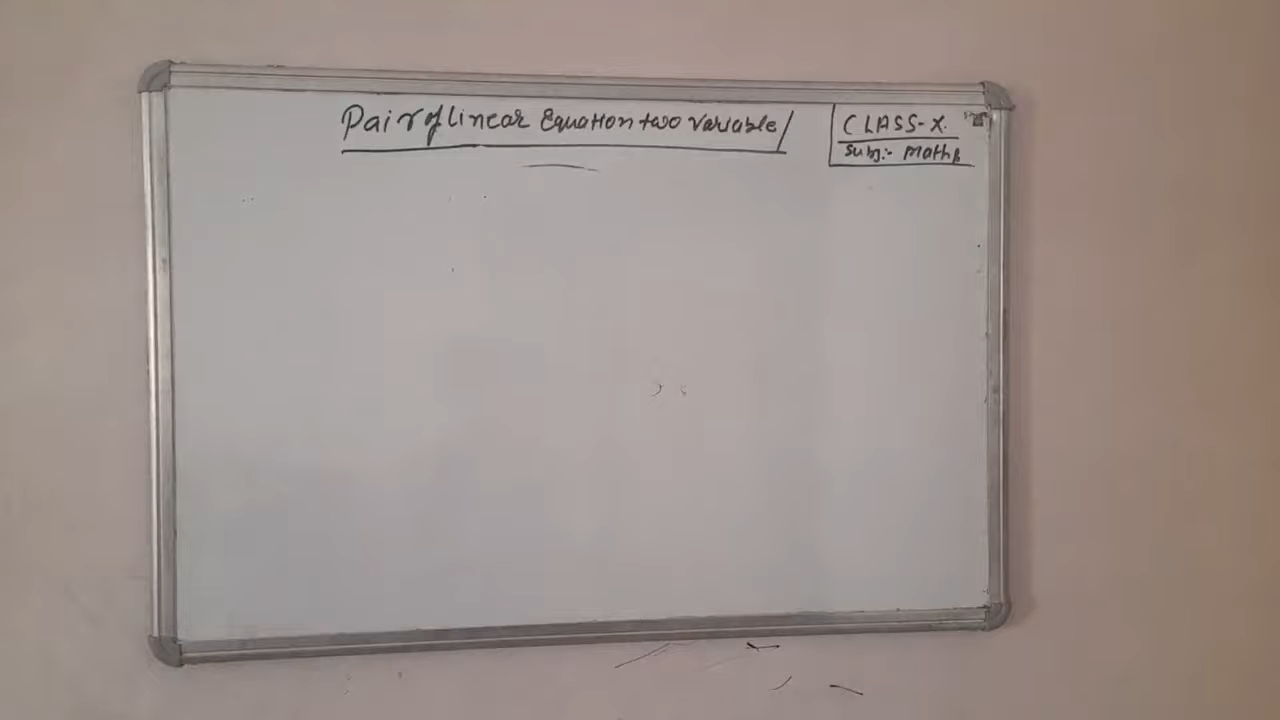 Pair of linear Equation two variable/
CLASS-X.
Subj:- Maths